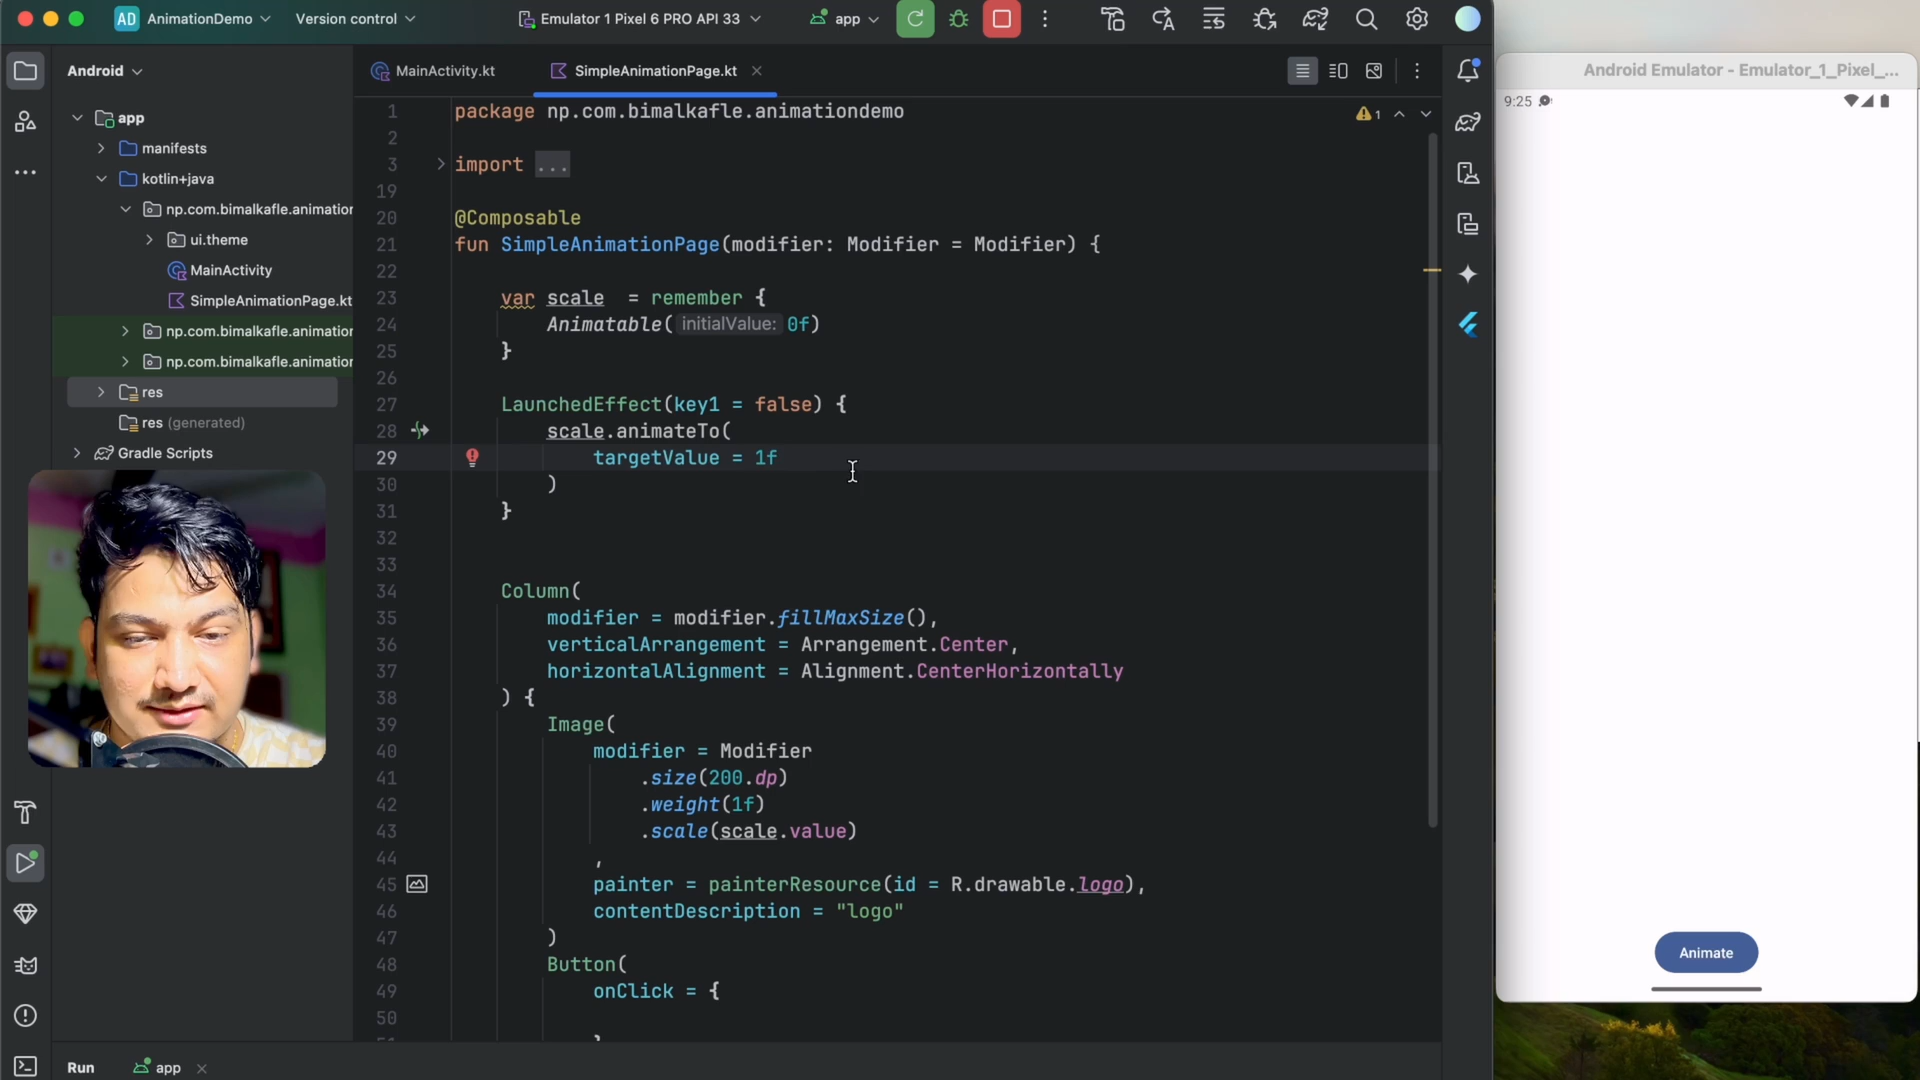 AD AnimationDemo
Version control
Emulator 1 Pixel 6 PRO API 33
app
Android
MainActivity.kt
SimpleAnimationPage.kt
app
manifests
kotlin+java
np.com.bimalkafle.animation
ui.theme
MainActivity
SimpleAnimationPage.kt
np.com.bimalkafle.animation
np.com.bimalkafle.animation
res
res (generated)
Gradle Scripts
1 package np.com.bimalkafle.animationdemo
1
2
3 import ...
19
20 @Composable
21 fun SimpleAnimationPage(modifier: Modifier = Modifier) {
22
23 var scale  = remember {
24 Animatable( initialValue: 0f)
25 }
26
27 LaunchedEffect(key1 = false) {
28 scale.animateTo(
29 targetValue = 1f
30 )
31 }
32
33
34 Column(
35 modifier = modifier.fillMaxSize(),
36 verticalArrangement = Arrangement.Center,
37 horizontalAlignment = Alignment.CenterHorizontally
38 ) {
39 Image(
40 modifier = Modifier
41 .size(200.dp)
42 .weight(1f)
43 .scale(scale.value)
44 ,
45 painter = painterResource(id = R.drawable.logo),
46 contentDescription = "logo"
47 )
48 Button(
49 onClick = {
50
Run
app
Android Emulator - Emulator_1_Pixel_...
9:25
Animate